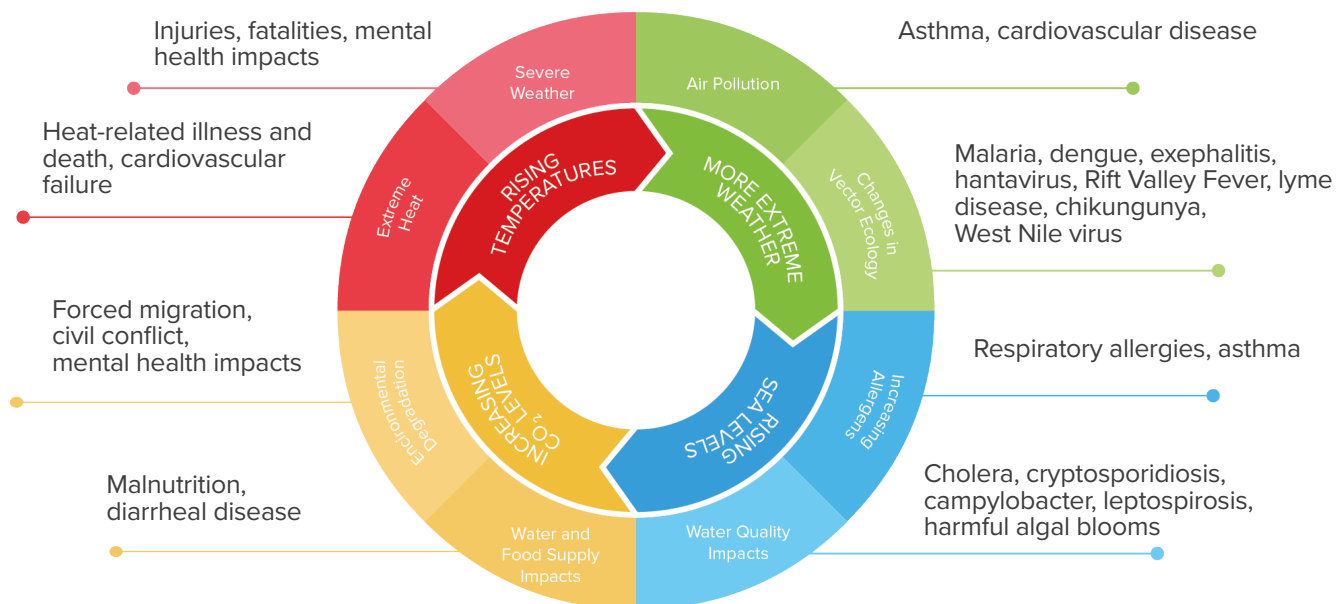 Injuries, fatalities, mental
health impacts
Heat-related illness and
death, cardiovascular
failure
Forced migration,
civil conflict,
mental health impacts
Malnutrition,
diarrheal disease
Severe
Weather
Air Pollution
Extreme
Heat
Changes in
Vector Ecology
Encironmental
Degradation
Increasing
Allergens
Water and
Food Supply
Impacts
Water Quality
Impacts
RISING
TEMPERATURES
MORE EXTREME
WEATHER
INCREASING
CO₂ LEVELS
RISING
SEA LEVELS
Asthma, cardiovascular disease
Malaria, dengue, exephalitis,
hantavirus, Rift Valley Fever, lyme
disease, chikungunya,
West Nile virus
Respiratory allergies, asthma
Cholera, cryptosporidiosis,
campylobacter, leptospirosis,
harmful algal blooms